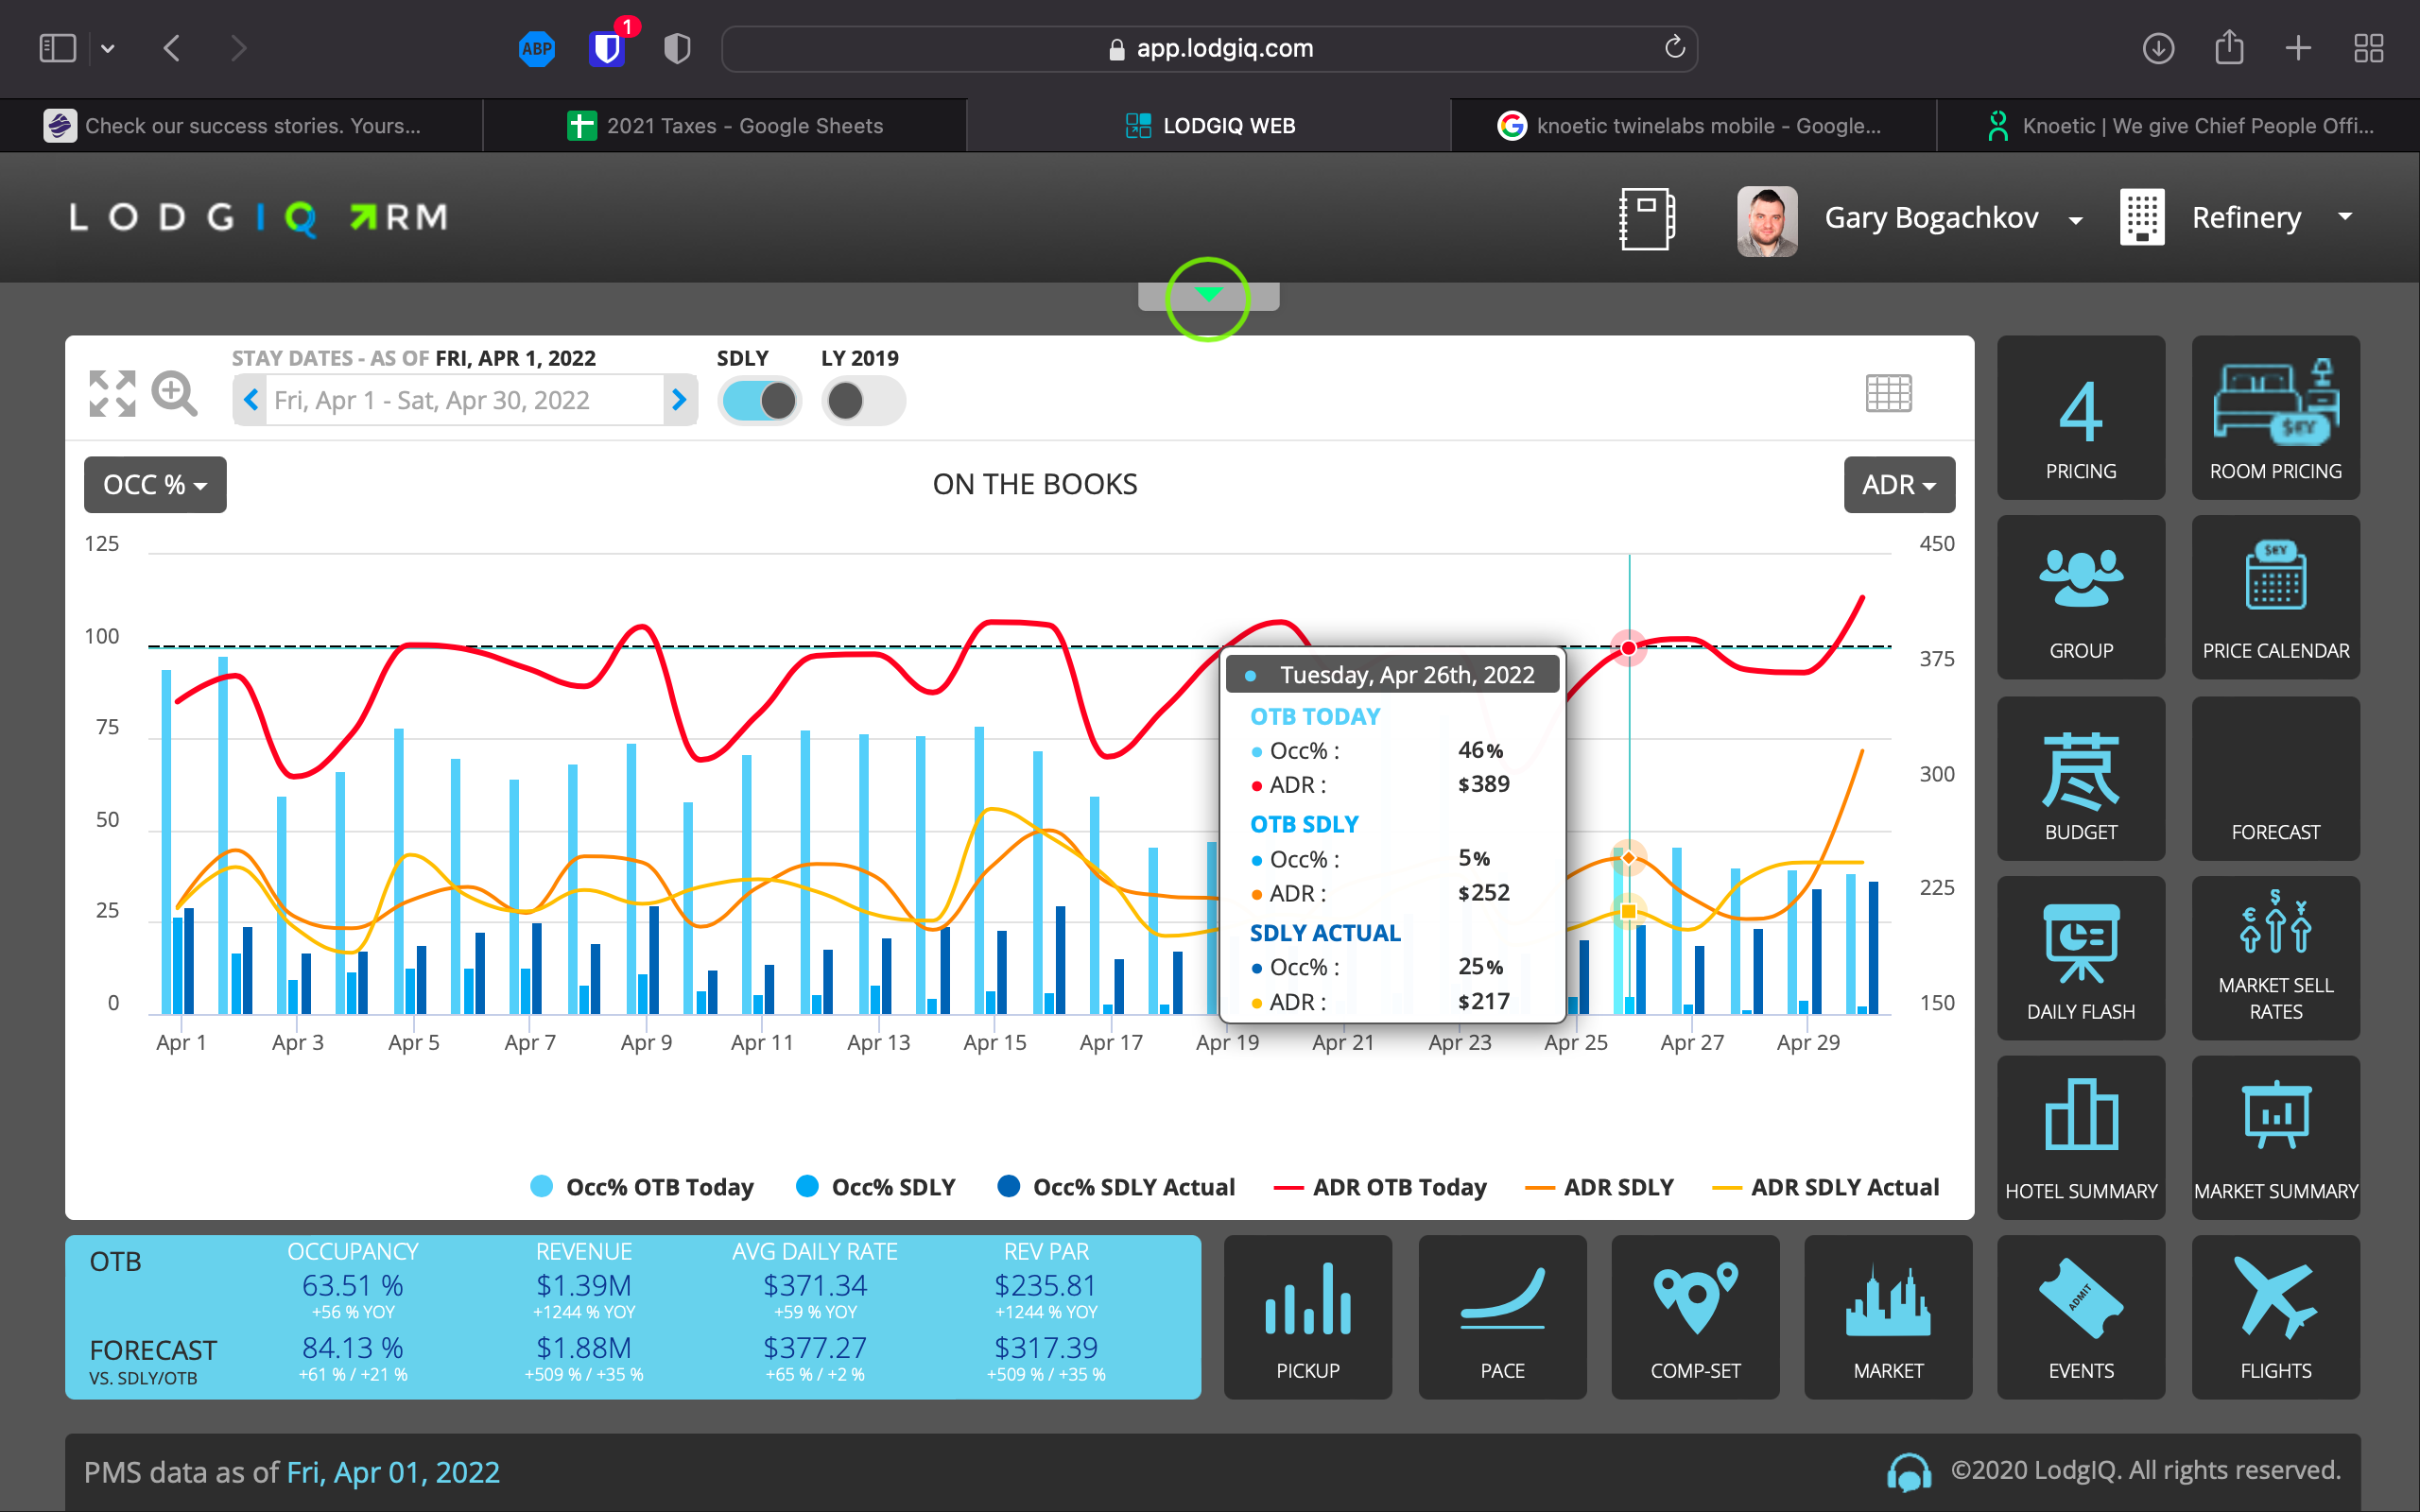 1
ABP
app.lodgiq.com
Check our success stories. Yours...
2021 Taxes - Google Sheets
LODGIQ WEB
knoetic twinelabs mobile - Google...
Knoetic | We give Chief People Offi...
LODGIQ RM
Gary Bogachkov
Refinery
STAY DATES - AS OF FRI, APR 1, 2022
SDLY
LY 2019
Fri, Apr 1 - Sat, Apr 30, 2022
OCC %
ON THE BOOKS
ADR
125
100
75
50
25
0
450
375
300
225
150
Tuesday, Apr 26th, 2022
OTB TODAY
Occ% : 46%
ADR : $389
OTB SDLY
Occ% : 5%
ADR : $252
SDLY ACTUAL
Occ% : 25%
ADR : $217
Apr 1 Apr 3 Apr 5 Apr 7 Apr 9 Apr 11 Apr 13 Apr 15 Apr 17 Apr 19 Apr 21 Apr 23 Apr 25 Apr 27 Apr 29
Occ% OTB Today Occ% SDLY Occ% SDLY Actual ADR OTB Today ADR SDLY ADR SDLY Actual
4
PRICING
$€¥
ROOM PRICING
GROUP
$€¥
PRICE CALENDAR
BUDGET
FORECAST
DAILY FLASH
€ $ ¥
MARKET SELL
RATES
HOTEL SUMMARY
MARKET SUMMARY
OTB
OCCUPANCY REVENUE AVG DAILY RATE REV PAR
63.51 % $1.39M $371.34 $235.81
+56 % YOY +1244 % YOY +59 % YOY +1244 % YOY
FORECAST
84.13 % $1.88M $377.27 $317.39
VS. SDLY/OTB
+61 % / +21 % +509 % / +35 % +65 % / +2 % +509 % / +35 %
PICKUP
PACE
COMP-SET
MARKET
ADMIT
EVENTS
FLIGHTS
PMS data as of Fri, Apr 01, 2022
©2020 LodgIQ. All rights reserved.